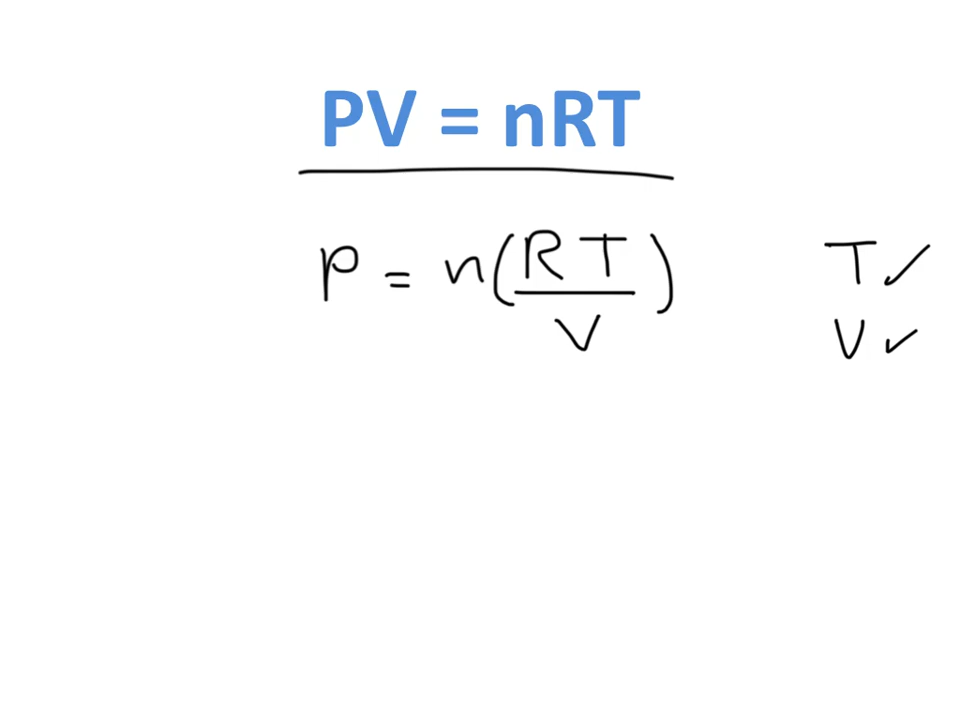 PV = nRT
P = n(RT/V)
T ✓
V ✓